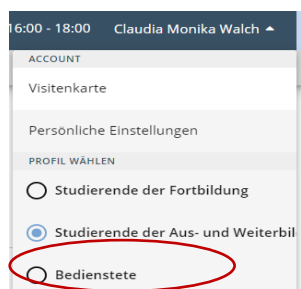 6:00 - 18:00 Claudia Monika Walch
ACCOUNT
Visitenkarte
Persönliche Einstellungen
PROFIL WÄHLEN
Studierende der Fortbildung
Studierende der Aus- und Weiterbil
Bedienstete